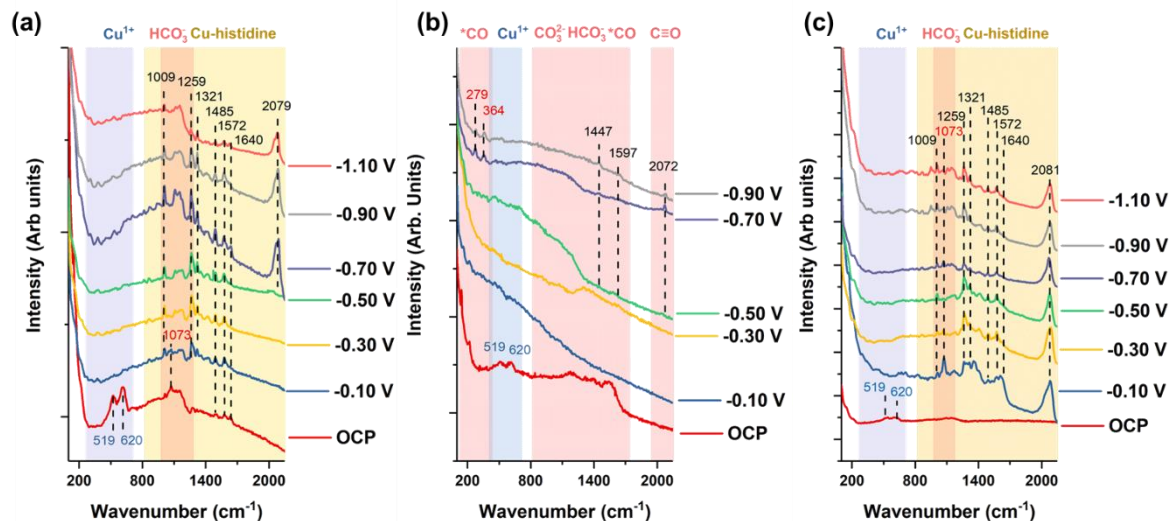 (a)
Cu¹⁺ HCO₃⁻ Cu-histidine
1009 1259 1321 1485 1572 1640 2079
1073
519 620
-1.10 V
-0.90 V
-0.70 V
-0.50 V
-0.30 V
-0.10 V
OCP
Intensity (Arb units)
200 800 1400 2000
Wavenumber (cm⁻¹)
(b)
*CO Cu¹⁺ CO₃²⁻ HCO₃⁻ *CO C≡O
279
364
1447
1597
2072
519 620
-0.90 V
-0.70 V
-0.50 V
-0.30 V
-0.10 V
OCP
Intensity (Arb. Units)
200 800 1400 2000
Wavenumber (cm⁻¹)
(c)
Cu¹⁺ HCO₃⁻ Cu-histidine
1009 1073 1259 1321 1485 1572 1640 2081
519 620
-1.10 V
-0.90 V
-0.70 V
-0.50 V
-0.30 V
-0.10 V
OCP
Intensity (Arb units)
200 800 1400 2000
Wavenumber (cm⁻¹)